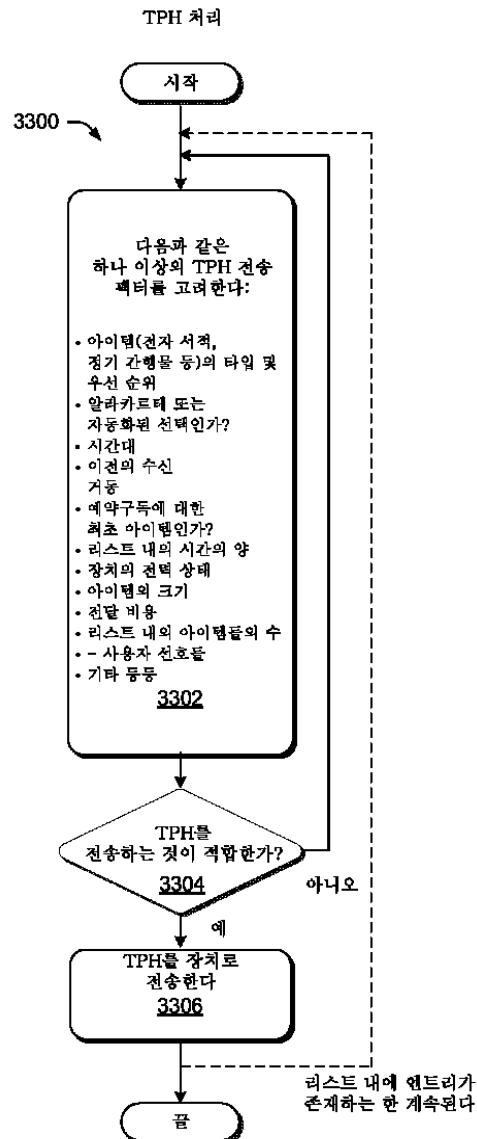 TPH 처리
시작
3300
다음과 같은
하나 이상의 TPH 전송
팩터를 고려한다:
• 아이템(전자 서적,
정기 간행물 등)의 타입 및
우선 순위
• 알라카르테 또는
자동화된 선택인가?
• 시간대
• 이전의 수신
거동
• 예약구독에 대한
최초 아이템인가?
• 리스트 내의 시간의 양
• 장치의 전력 상태
• 아이템의 크기
• 전달 비용
• 리스트 내의 아이템들의 수
• - 사용자 선호들
• 기타 등등
3302
TPH를
전송하는 것이 적합한가?
3304
아니오
예
TPH를 장치로
전송한다
3306
리스트 내에 엔트리가
존재하는 한 계속된다
끝